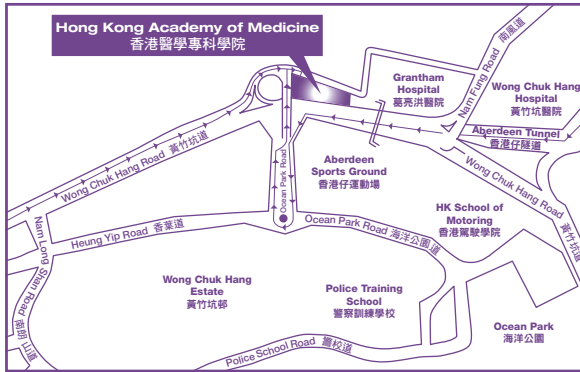 Hong Kong Academy of Medicine
香港醫學專科學院
Grantham
Hospital
葛亮洪醫院
Nam Fung Road 南風道
Wong Chuk Hang
Hospital
黃竹坑醫院
Aberdeen Tunnel
香港仔隧道
Wong Chuk Hang Road 黃竹坑道
Ocean Park Road
Aberdeen
Sports Ground
香港仔運動場
Wong Chuk Hang Road 黃竹坑道
HK School of
Motoring
香港駕駛學院
Nam Long Shan Road 南朗山道
Heung Yip Road 香葉道
Ocean Park Road 海洋公園道
Wong Chuk Hang
Estate
黃竹坑邨
Police Training
School
警察訓練學校
Ocean Park
海洋公園
Police School Road 警校道